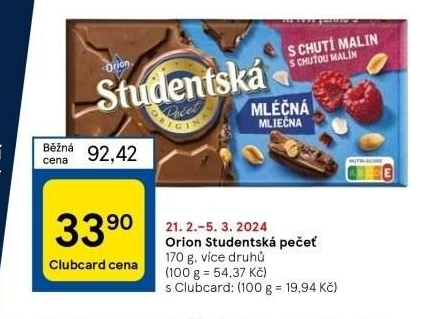 Orion
Studentská
Pečeť
ORIGINAL
S CHUTÍ MALIN
S CHUŤOU MALÍN
MLÉČNÁ
MLIEČNA
NUTRI-SCORE
E
Běžná
cena
92,42
33⁹⁰
Clubcard cena
21. 2.–5. 3. 2024
Orion Studentská pečeť
170 g, více druhů
(100 g = 54,37 Kč)
s Clubcard: (100 g = 19,94 Kč)